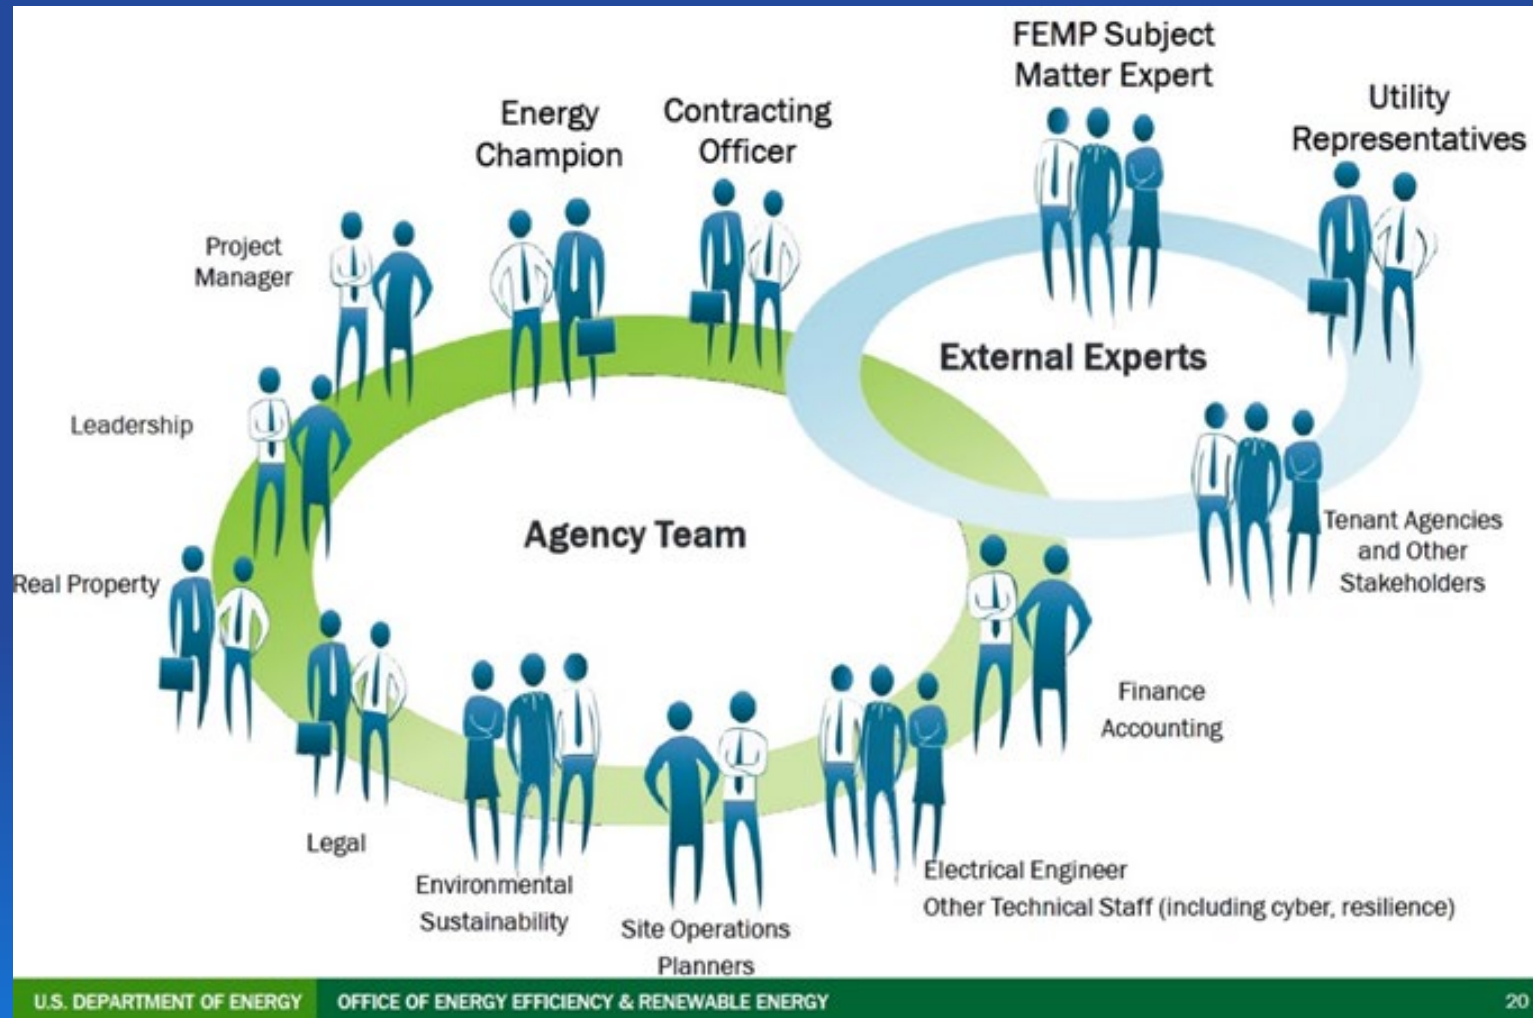 FEMP Subject
Matter Expert
Utility
Representatives
Energy
Champion
Contracting
Officer
Project
Manager
External Experts
Leadership
Agency Team
Tenant Agencies
and Other
Stakeholders
Real Property
Finance
Accounting
Legal
Environmental
Sustainability
Electrical Engineer
Other Technical Staff (including cyber, resilience)
Site Operations
Planners
U.S. DEPARTMENT OF ENERGY OFFICE OF ENERGY EFFICIENCY & RENEWABLE ENERGY 20